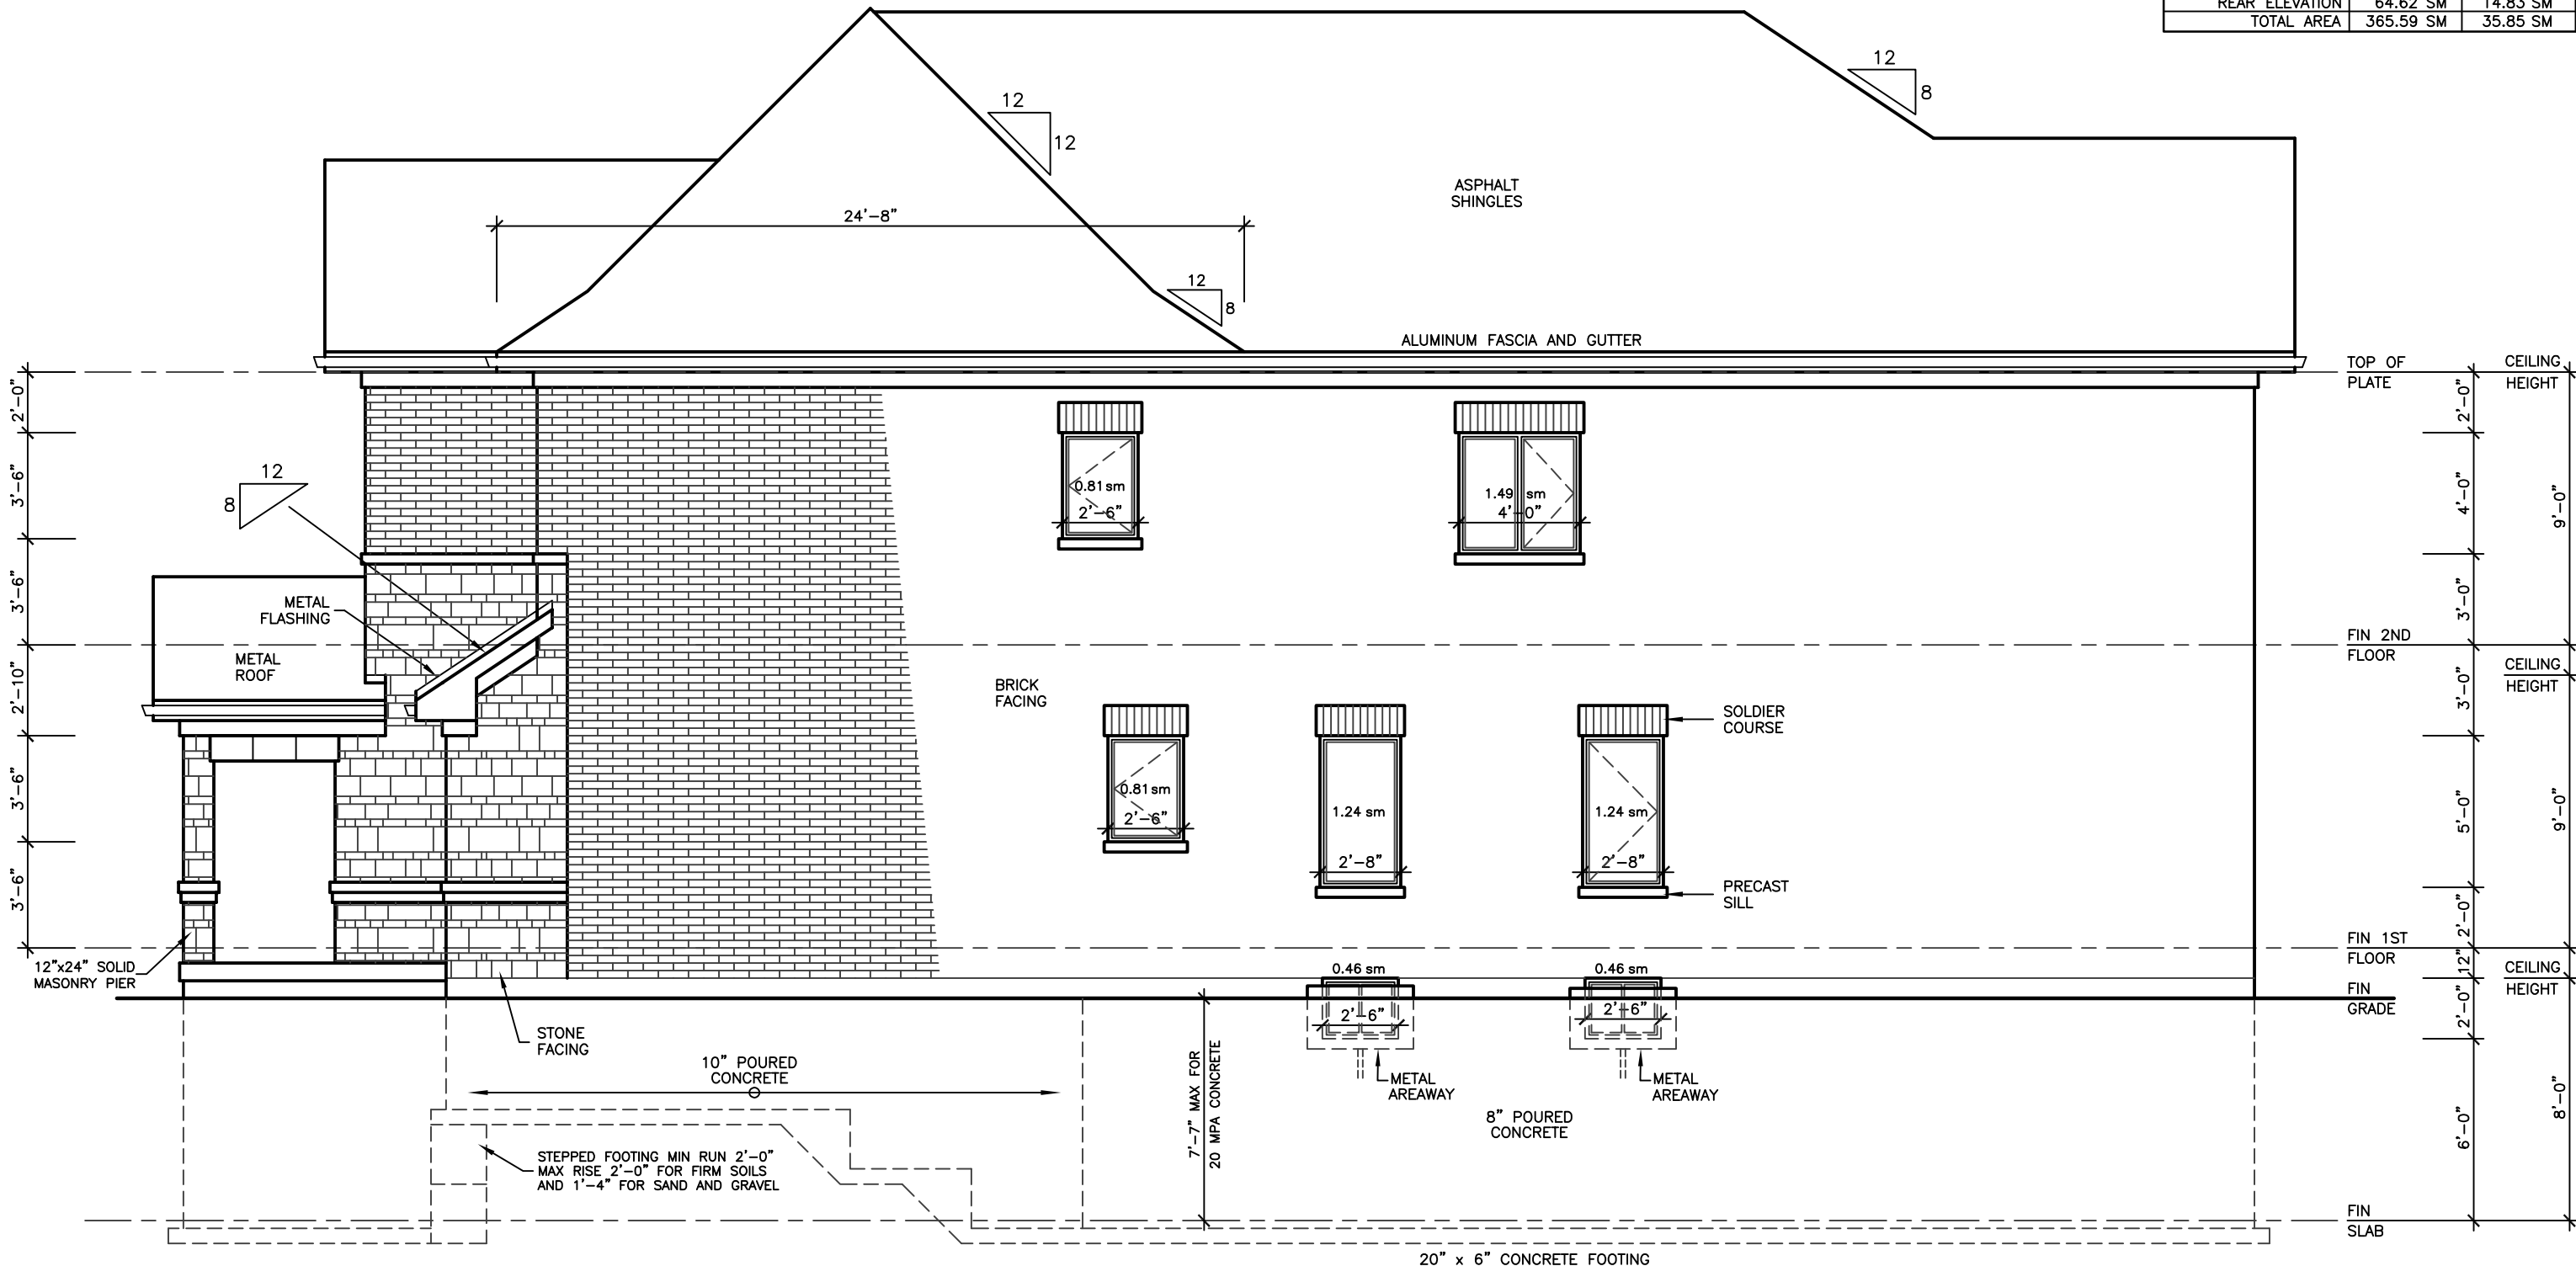 REAR ELEVATION 64.62 SM 14.83 SM
TOTAL AREA 365.59 SM 35.85 SM
12
8
12
12
ASPHALT
SHINGLES
24'-8"
12
8
ALUMINUM FASCIA AND GUTTER
TOP OF
PLATE
CEILING
HEIGHT
2'-0"
3'-6"
3'-6"
2'-10"
3'-6"
3'-6"
12
8
0.81 sm
2'-6"
1.49 sm
4'-0"
METAL
FLASHING
METAL
ROOF
BRICK
FACING
FIN 2ND
FLOOR
CEILING
HEIGHT
SOLDIER
COURSE
0.81 sm
2'-6"
1.24 sm
2'-8"
1.24 sm
2'-8"
PRECAST
SILL
12"x24" SOLID
MASONRY PIER
FIN 1ST
FLOOR
CEILING
HEIGHT
0.46 sm
2'-6"
0.46 sm
2'-6"
FIN
GRADE
STONE
FACING
10" POURED
CONCRETE
7'-7" MAX FOR
20 MPA CONCRETE
METAL
AREAWAY
METAL
AREAWAY
8" POURED
CONCRETE
STEPPED FOOTING MIN RUN 2'-0"
MAX RISE 2'-0" FOR FIRM SOILS
AND 1'-4" FOR SAND AND GRAVEL
FIN
SLAB
20" x 6" CONCRETE FOOTING
2'-0"
4'-0"
3'-0"
3'-0"
5'-0"
2'-0"
12"
2'-0"
6'-0"
9'-0"
9'-0"
8'-0"